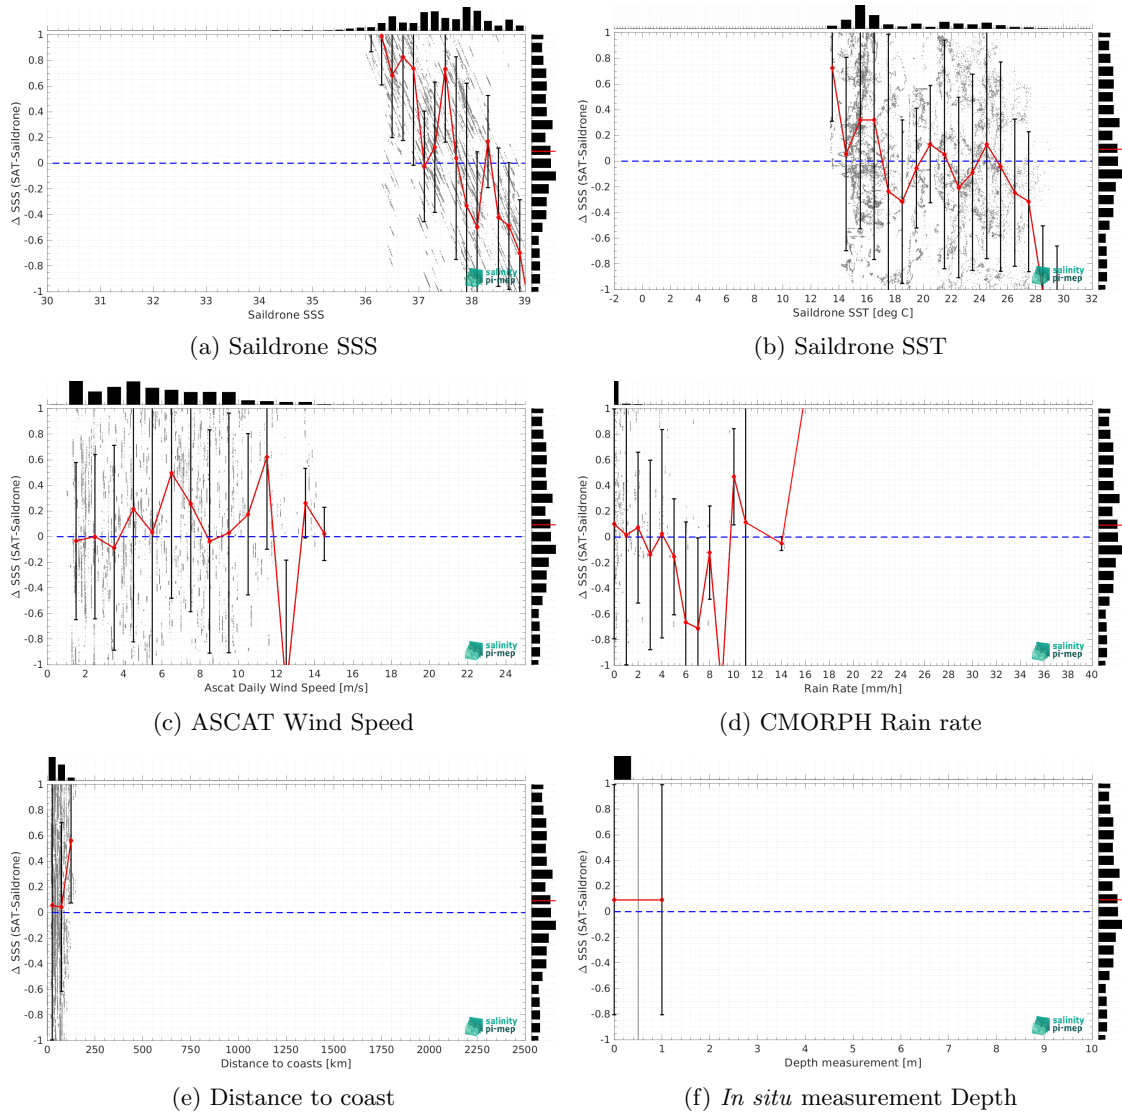 1
0.8
0.6
0.4
0.2
0
-0.2
-0.4
-0.6
-0.8
-1
Δ SSS (SAT-Saildrone)
30 31 32 33 34 35 36 37 38 39
Saildrone SSS
salinity
pi-mep
(a) Saildrone SSS
1
0.8
0.6
0.4
0.2
0
-0.2
-0.4
-0.6
-0.8
-1
Δ SSS (SAT-Saildrone)
-2 0 2 4 6 8 10 12 14 16 18 20 22 24 26 28 30 32
Saildrone SST [deg C]
salinity
pi-mep
(b) Saildrone SST
1
0.8
0.6
0.4
0.2
0
-0.2
-0.4
-0.6
-0.8
-1
Δ SSS (SAT-Saildrone)
0 2 4 6 8 10 12 14 16 18 20 22 24
Ascat Daily Wind Speed [m/s]
salinity
pi-mep
(c) ASCAT Wind Speed
1
0.8
0.6
0.4
0.2
0
-0.2
-0.4
-0.6
-0.8
-1
Δ SSS (SAT-Saildrone)
0 2 4 6 8 10 12 14 16 18 20 22 24 26 28 30 32 34 36 38 40
Rain Rate [mm/h]
salinity
pi-mep
(d) CMORPH Rain rate
1
0.8
0.6
0.4
0.2
0
-0.2
-0.4
-0.6
-0.8
-1
Δ SSS (SAT-Saildrone)
0 250 500 750 1000 1250 1500 1750 2000 2250 2500
Distance to coasts [km]
salinity
pi-mep
(e) Distance to coast
1
0.8
0.6
0.4
0.2
0
-0.2
-0.4
-0.6
-0.8
-1
Δ SSS (SAT-Saildrone)
0 1 2 3 4 5 6 7 8 9 10
Depth measurement [m]
salinity
pi-mep
(f) In situ measurement Depth